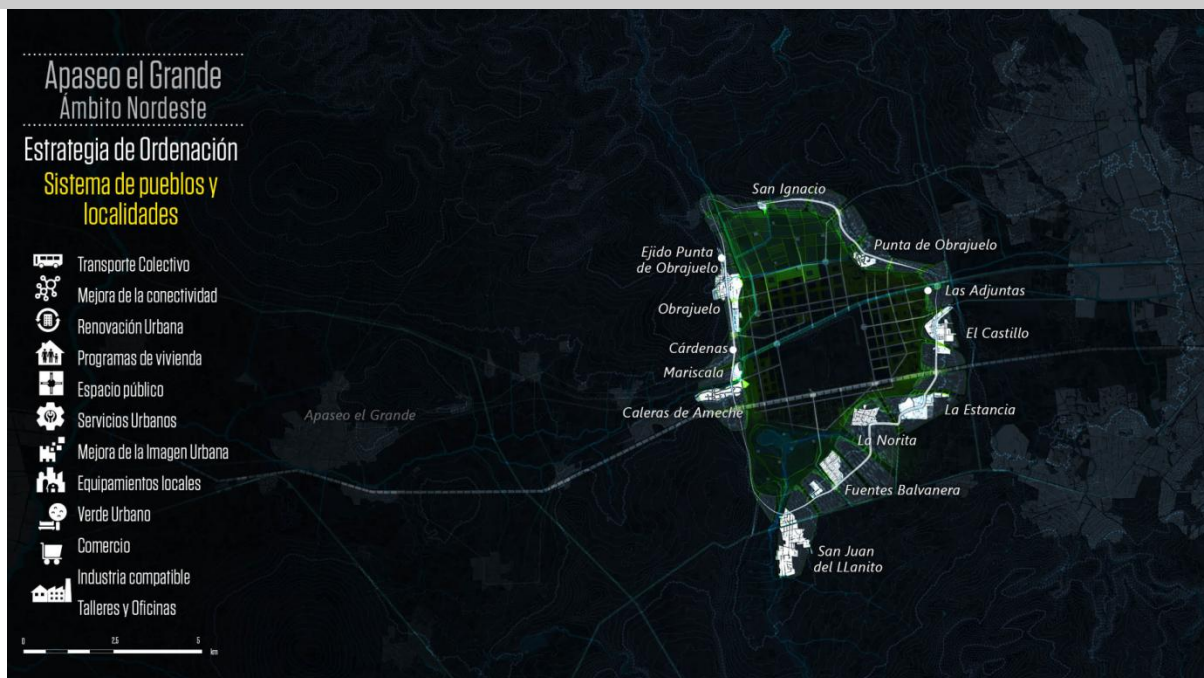 Apaseo el Grande
Ámbito Nordeste
Estrategia de Ordenación
Sistema de pueblos y
localidades
Transporte Colectivo
Mejora de la conectividad
Renovación Urbana
Programas de vivienda
Espacio público
Servicios Urbanos
Mejora de la Imagen Urbana
Equipamientos locales
Verde Urbano
Comercio
Industria compatible
Talleres y Oficinas
0 2,5 5
km
San Ignacio
Ejido Punta
de Obrajuelo
Punta de Obrajuelo
Obrajuelo
Las Adjuntas
El Castillo
Cárdenas
Mariscala
Caleras de Ameche
Apaseo el Grande
La Estancia
La Norita
Fuentes Balvanera
San Juan
del LLanito